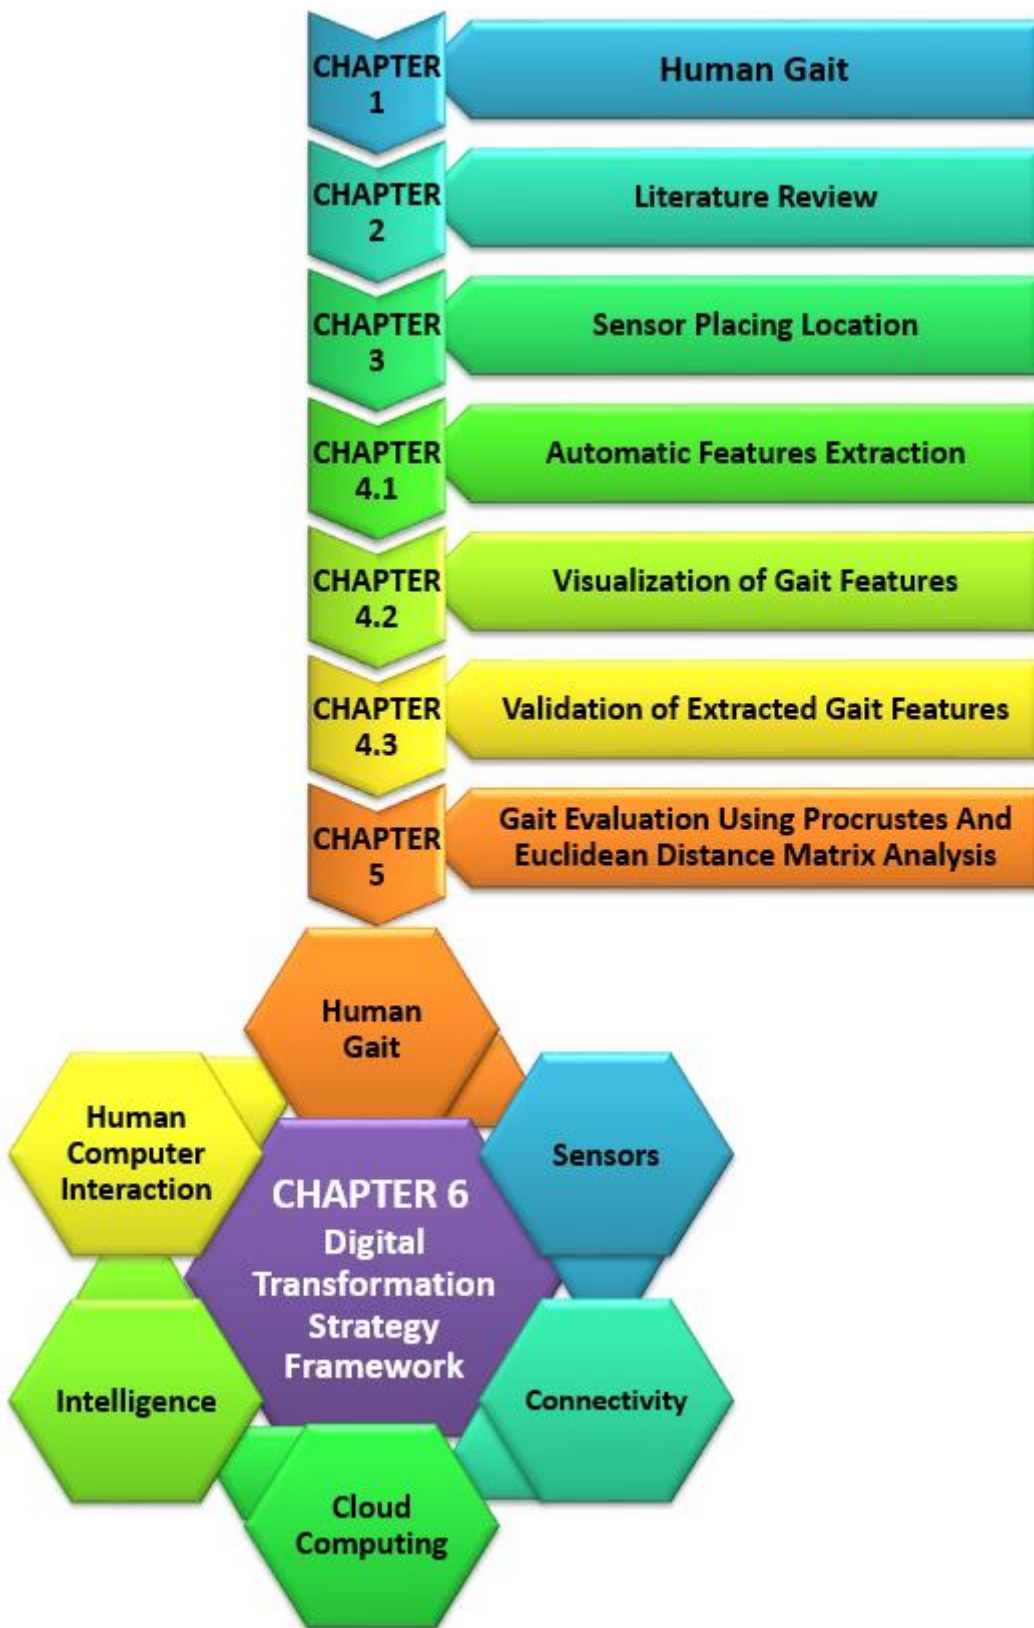 CHAPTER
1
Human Gait
CHAPTER
2
Literature Review
CHAPTER
3
Sensor Placing Location
CHAPTER
4.1
Automatic Features Extraction
CHAPTER
4.2
Visualization of Gait Features
CHAPTER
4.3
Validation of Extracted Gait Features
CHAPTER
5
Gait Evaluation Using Procrustes And
Euclidean Distance Matrix Analysis
Human
Gait
Sensors
Connectivity
Cloud
Computing
Intelligence
Human
Computer
Interaction
CHAPTER 6
Digital
Transformation
Strategy
Framework